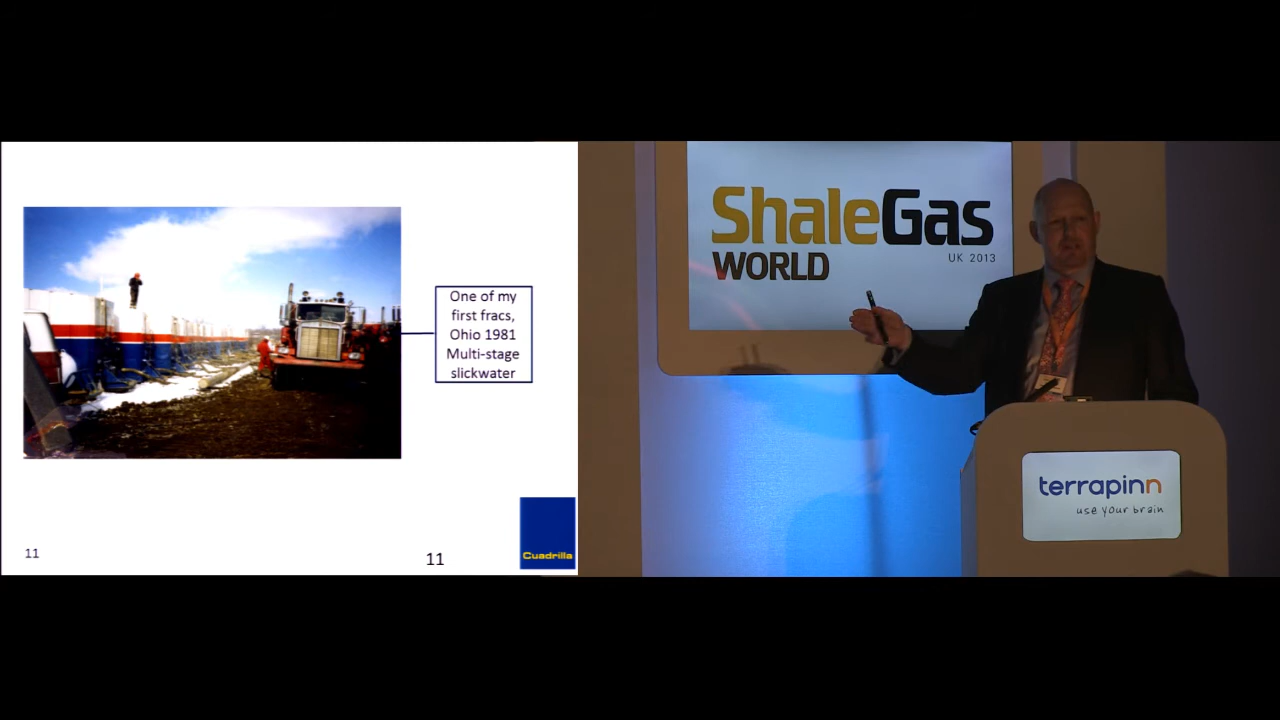 One of my
first fracs,
Ohio 1981
Multi-stage
slickwater
11
11
Cuadrilla
ShaleGas
WORLD
UK 2013
terrapinn
use your brain